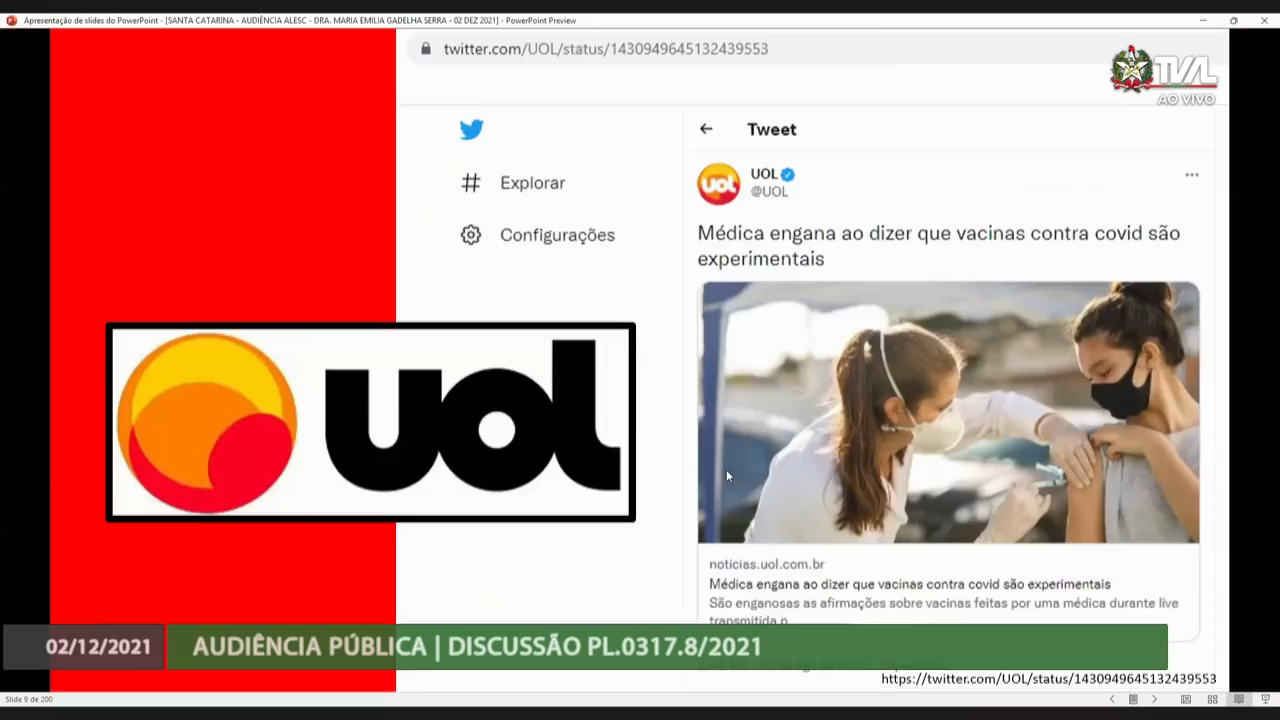 Apresentação de slides do PowerPoint - [SANTA CATARINA - AUDIÊNCIA ALESC - DRA. MARIA EMILIA GADELHA SERRA - 02 DEZ 2021] - PowerPoint Preview
twitter.com/UOL/status/1430949645132439553
TVAL
AO VIVO
Tweet
Explorar
Configurações
uol
UOL
@UOL
Médica engana ao dizer que vacinas contra covid são
experimentais
uol
noticias.uol.com.br
Médica engana ao dizer que vacinas contra covid são experimentais
São enganosas as afirmações sobre vacinas feitas por uma médica durante live
transmitida p...
02/12/2021
AUDIÊNCIA PÚBLICA | DISCUSSÃO PL.0317.8/2021
https://twitter.com/UOL/status/1430949645132439553
Slide 9 de 200